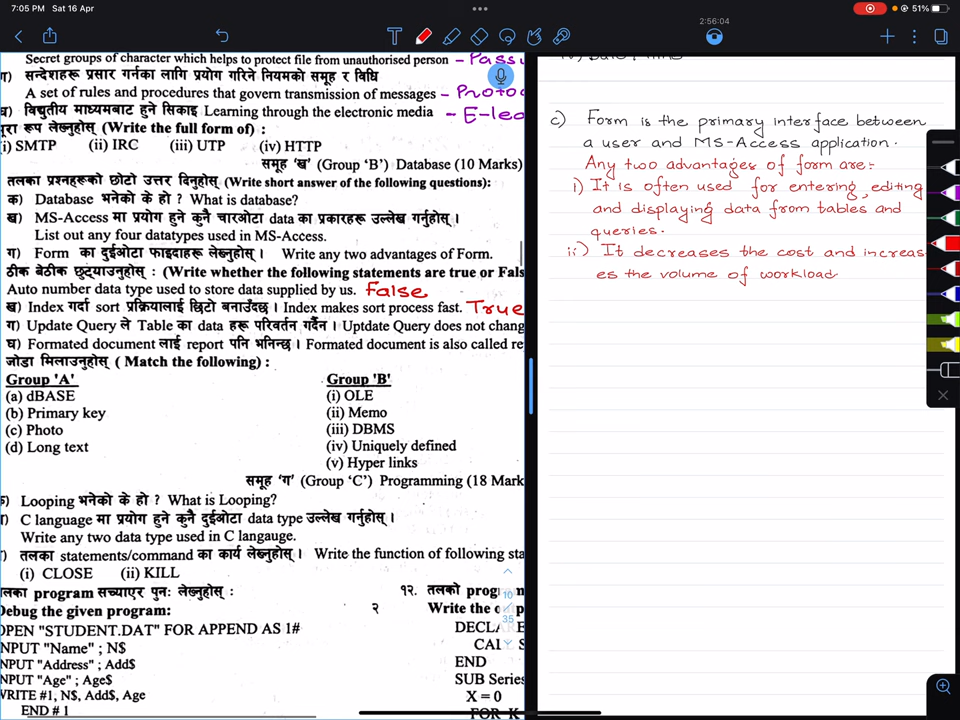 7:05 PM Sat 16 Apr
51%
2:56:04
Secret groups of character which helps to protect file from unauthorised person –
ग) सन्देशहरू प्रसार गर्नका लागि प्रयोग गरिने नियमको समूह र विधि
A set of rules and procedures that govern transmission of messages – Protoc
घ) विद्युतीय माध्यमबाट हुने सिकाइ Learning through the electronic media – E-lea
पूरा रूप लेख्नुहोस् (Write the full form of) :
i) SMTP (ii) IRC (iii) UTP (iv) HTTP
समूह 'ख' (Group 'B') Database (10 Marks)
तलका प्रश्नहरूको छोटो उत्तर दिनुहोस् (Write short answer of the following questions):
क) Database भनेको के हो ? What is database?
ख) MS-Access मा प्रयोग हुने कुनै चारओटा data का प्रकारहरू उल्लेख गर्नुहोस् ।
List out any four datatypes used in MS-Access.
ग) Form का दुईओटा फाइदाहरू लेख्नुहोस् । Write any two advantages of Form.
ठीक बेठीक छुट्याउनुहोस् : (Write whether the following statements are true or Fals
Auto number data type used to store data supplied by us. False
ख) Index गर्दा sort प्रक्रियालाई छिटो बनाउँदछ । Index makes sort process fast. True
ग) Update Query ले Table का data हरू परिवर्तन गर्दैन । Uptdate Query does not chang
घ) Formated document लाई report पनि भनिन्छ । Formated document is also called re
जोडा मिलाउनुहोस् ( Match the following) :
Group 'A' Group 'B'
(a) dBASE (i) OLE
(b) Primary key (ii) Memo
(c) Photo (iii) DBMS
(d) Long text (iv) Uniquely defined
(v) Hyper links
समूह 'ग' (Group 'C') Programming (18 Mark
) Looping भनेको के हो ? What is Looping?
) C language मा प्रयोग हुने कुनै दुईओटा data type उल्लेख गर्नुहोस् ।
Write any two data type used in C langauge.
) तलका statements/command का कार्य लेख्नुहोस् । Write the function of following sta
(i) CLOSE (ii) KILL
तलका program सच्याएर पुनः लेख्नुहोस् : १२. तलको prog
Debug the given program: २ Write the
OPEN "STUDENT.DAT" FOR APPEND AS 1# DECLA E
NPUT "Name" ; N$ CAL S
NPUT "Address" ; Add$ END
NPUT "Age" ; Age$ SUB Series
WRITE #1, N$, Add$, Age X = 0
END # 1 FOR K
10
35
c) Form is the primary interface between
a user and MS-Access application.
Any two advantages of form are:-
i) It is often used for entering, editing
and displaying data from tables and
queries.
ii) It decreases the cost and increas-
es the volume of workload